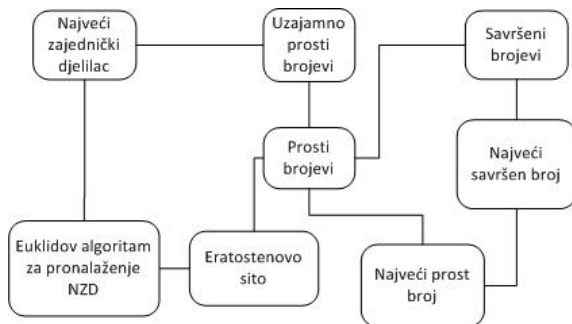 Najveći
zajednički
djelilac
Uzajamno
prosti
brojevi
Savršeni
brojevi
Prosti
brojevi
Najveći
savršen broj
Euklidov algoritam
za pronalaženje
NZD
Eratostenovo
sito
Najveći prost
broj